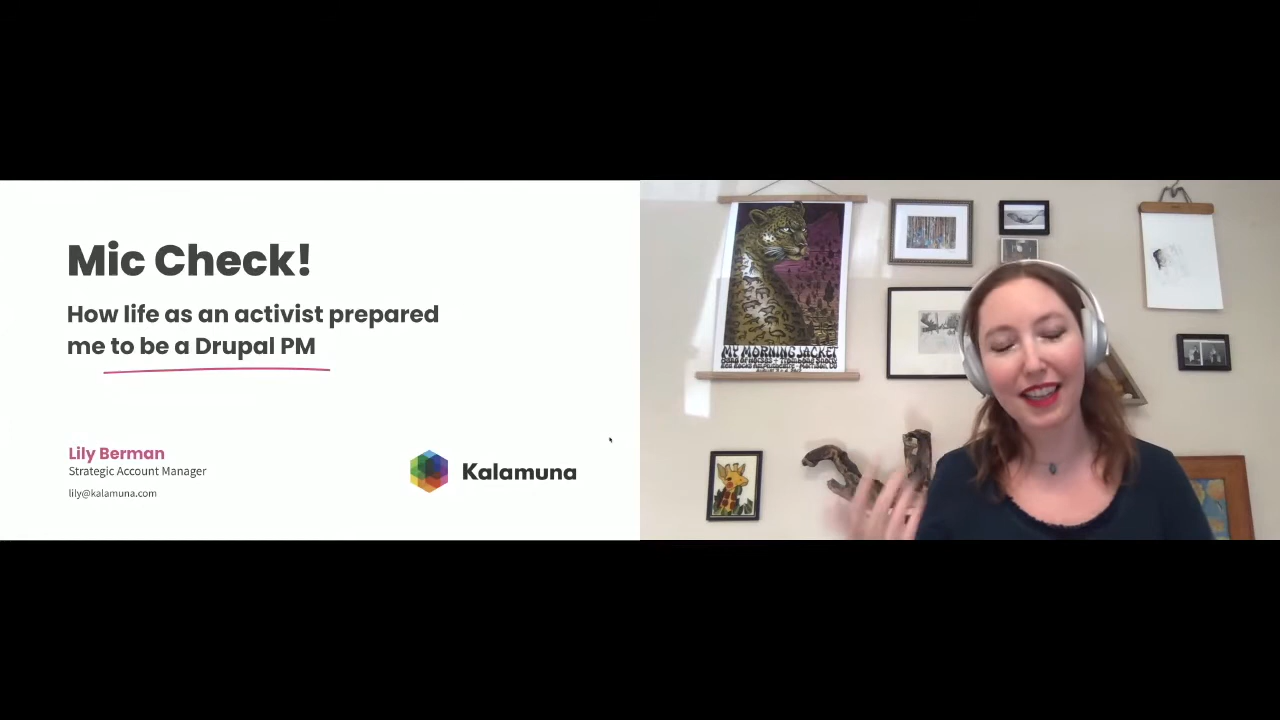 Mic Check!
How life as an activist prepared
me to be a Drupal PM
Lily Berman
Strategic Account Manager
lily@kalamuna.com
Kalamuna
MY MORNING JACKET